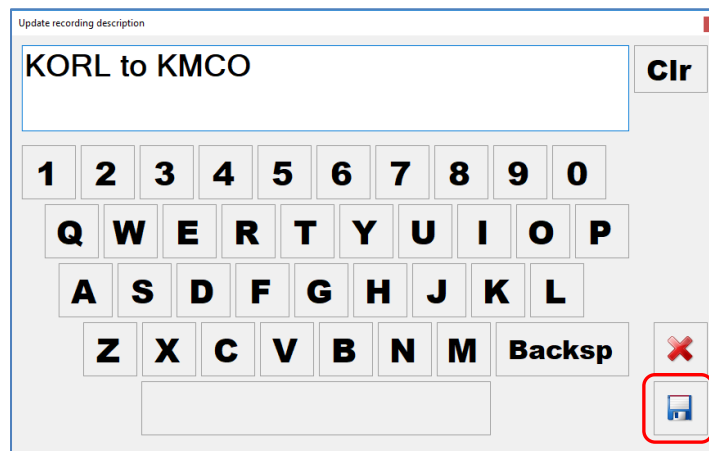 Update recording description
KORL to KMCO
Clr
1 2 3 4 5 6 7 8 9 0
Q W E R T Y U I O P
A S D F G H J K L
Z X C V B N M Backsp